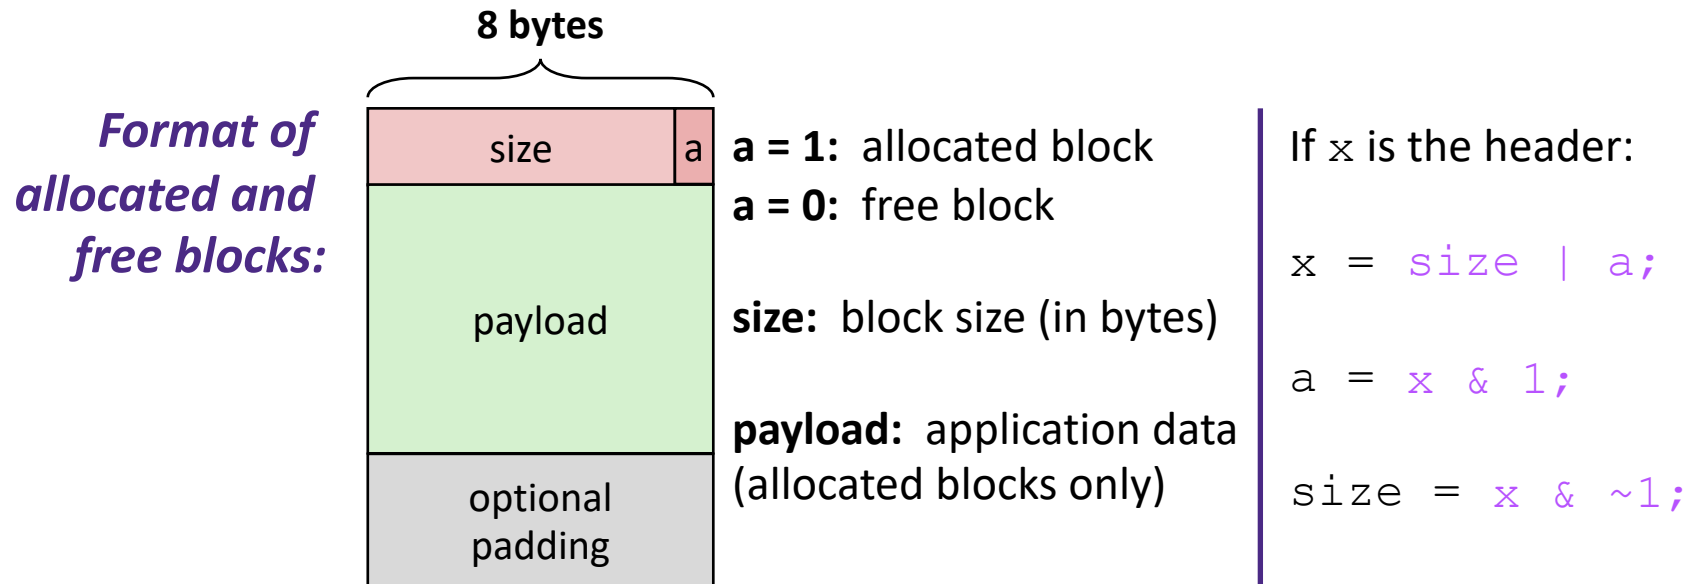 8 bytes
Format of
allocated and
free blocks:
size
a
payload
optional
padding
a = 1: allocated block
a = 0: free block
size: block size (in bytes)
payload: application data
(allocated blocks only)
If x is the header:
x = size | a;
a = x & 1;
size = x & ~1;